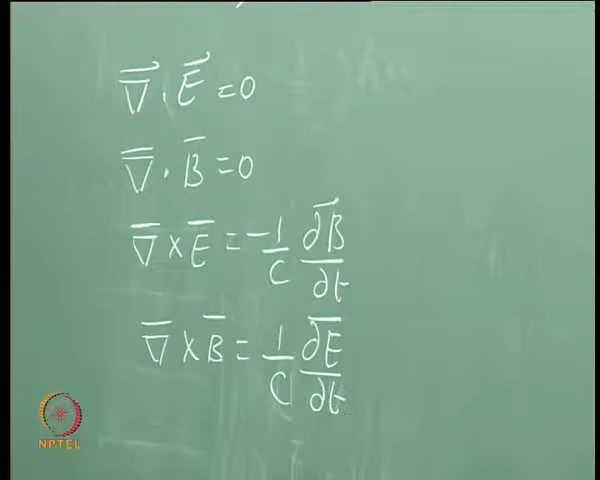 ∇⃗ . E⃗ = 0
∇̅ . B̅ = 0
∇̅ × E̅ = -1/C ∂B̅/∂t
∇̅ × B̅ = 1/C ∂E̅/∂t
NPTEL